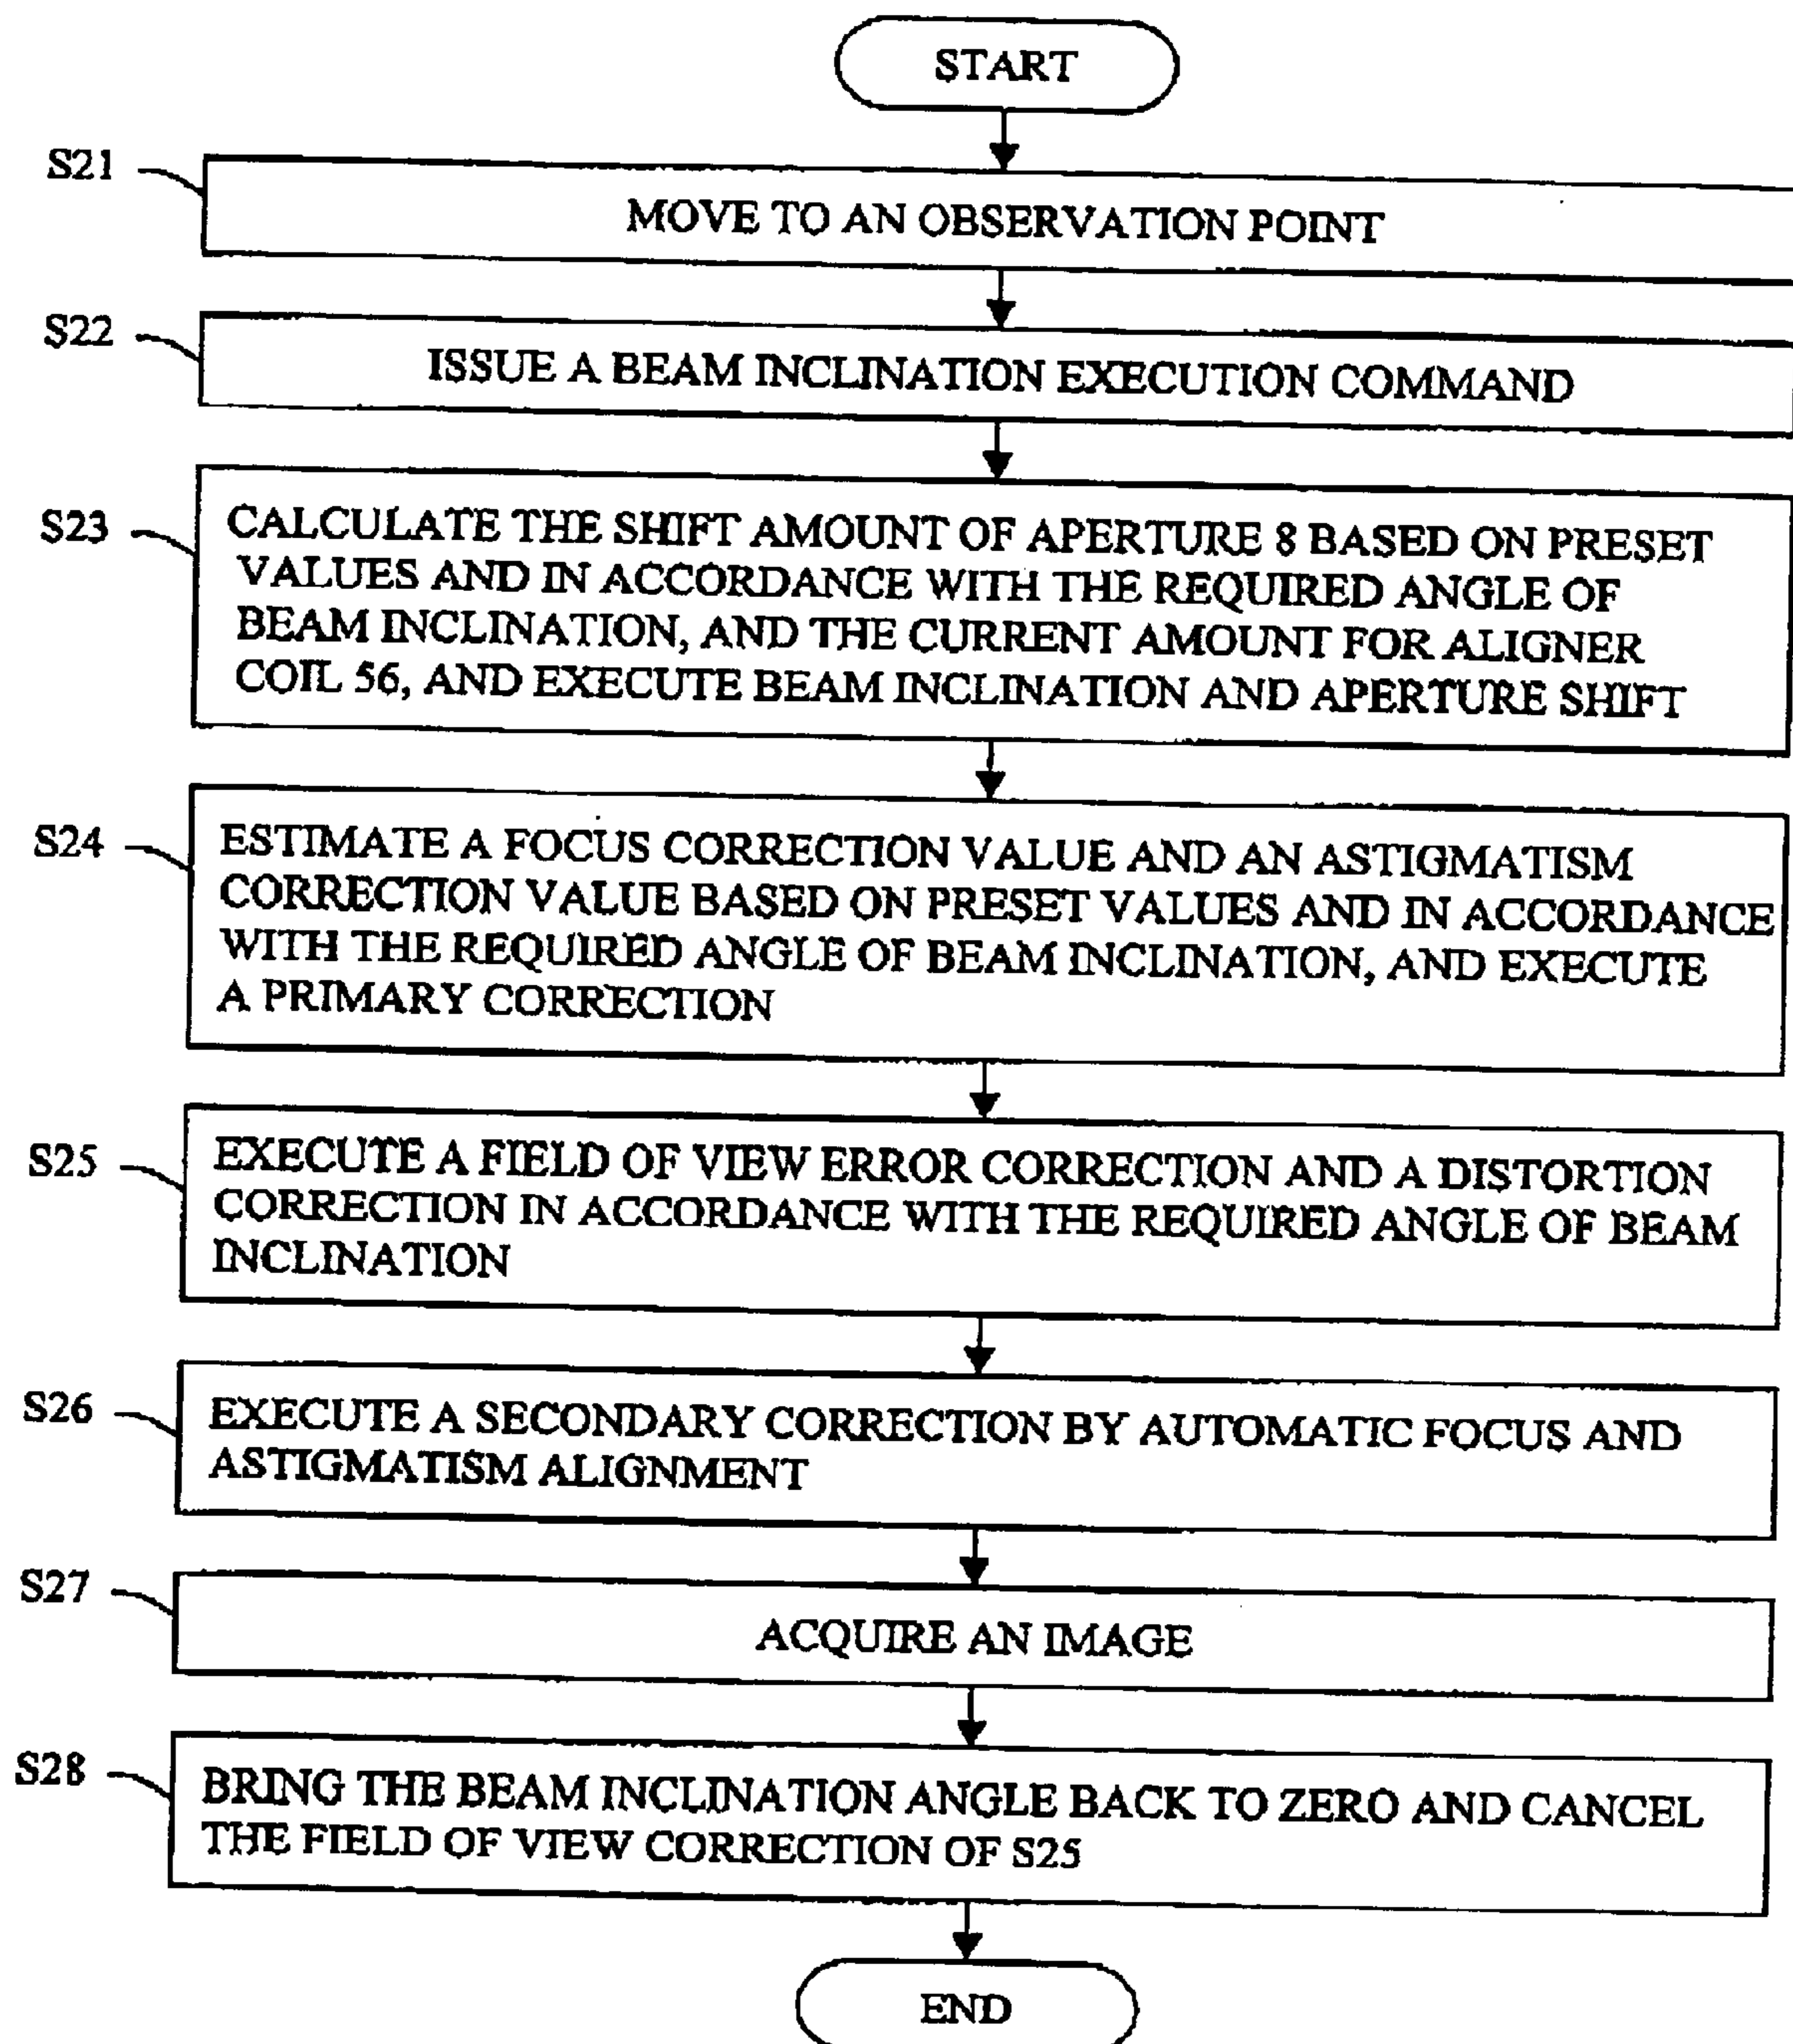 START
S21
MOVE TO AN OBSERVATION POINT
S22
ISSUE A BEAM INCLINATION EXECUTION COMMAND
S23
CALCULATE THE SHIFT AMOUNT OF APERTURE 8 BASED ON PRESET
VALUES AND IN ACCORDANCE WITH THE REQUIRED ANGLE OF
BEAM INCLINATION, AND THE CURRENT AMOUNT FOR ALIGNER
COIL 56, AND EXECUTE BEAM INCLINATION AND APERTURE SHIFT
S24
ESTIMATE A FOCUS CORRECTION VALUE AND AN ASTIGMATISM
CORRECTION VALUE BASED ON PRESET VALUES AND IN ACCORDANCE
WITH THE REQUIRED ANGLE OF BEAM INCLINATION, AND EXECUTE
A PRIMARY CORRECTION
S25
EXECUTE A FIELD OF VIEW ERROR CORRECTION AND A DISTORTION
CORRECTION IN ACCORDANCE WITH THE REQUIRED ANGLE OF BEAM
INCLINATION
S26
EXECUTE A SECONDARY CORRECTION BY AUTOMATIC FOCUS AND
ASTIGMATISM ALIGNMENT
S27
ACQUIRE AN IMAGE
S28
BRING THE BEAM INCLINATION ANGLE BACK TO ZERO AND CANCEL
THE FIELD OF VIEW CORRECTION OF S25
END